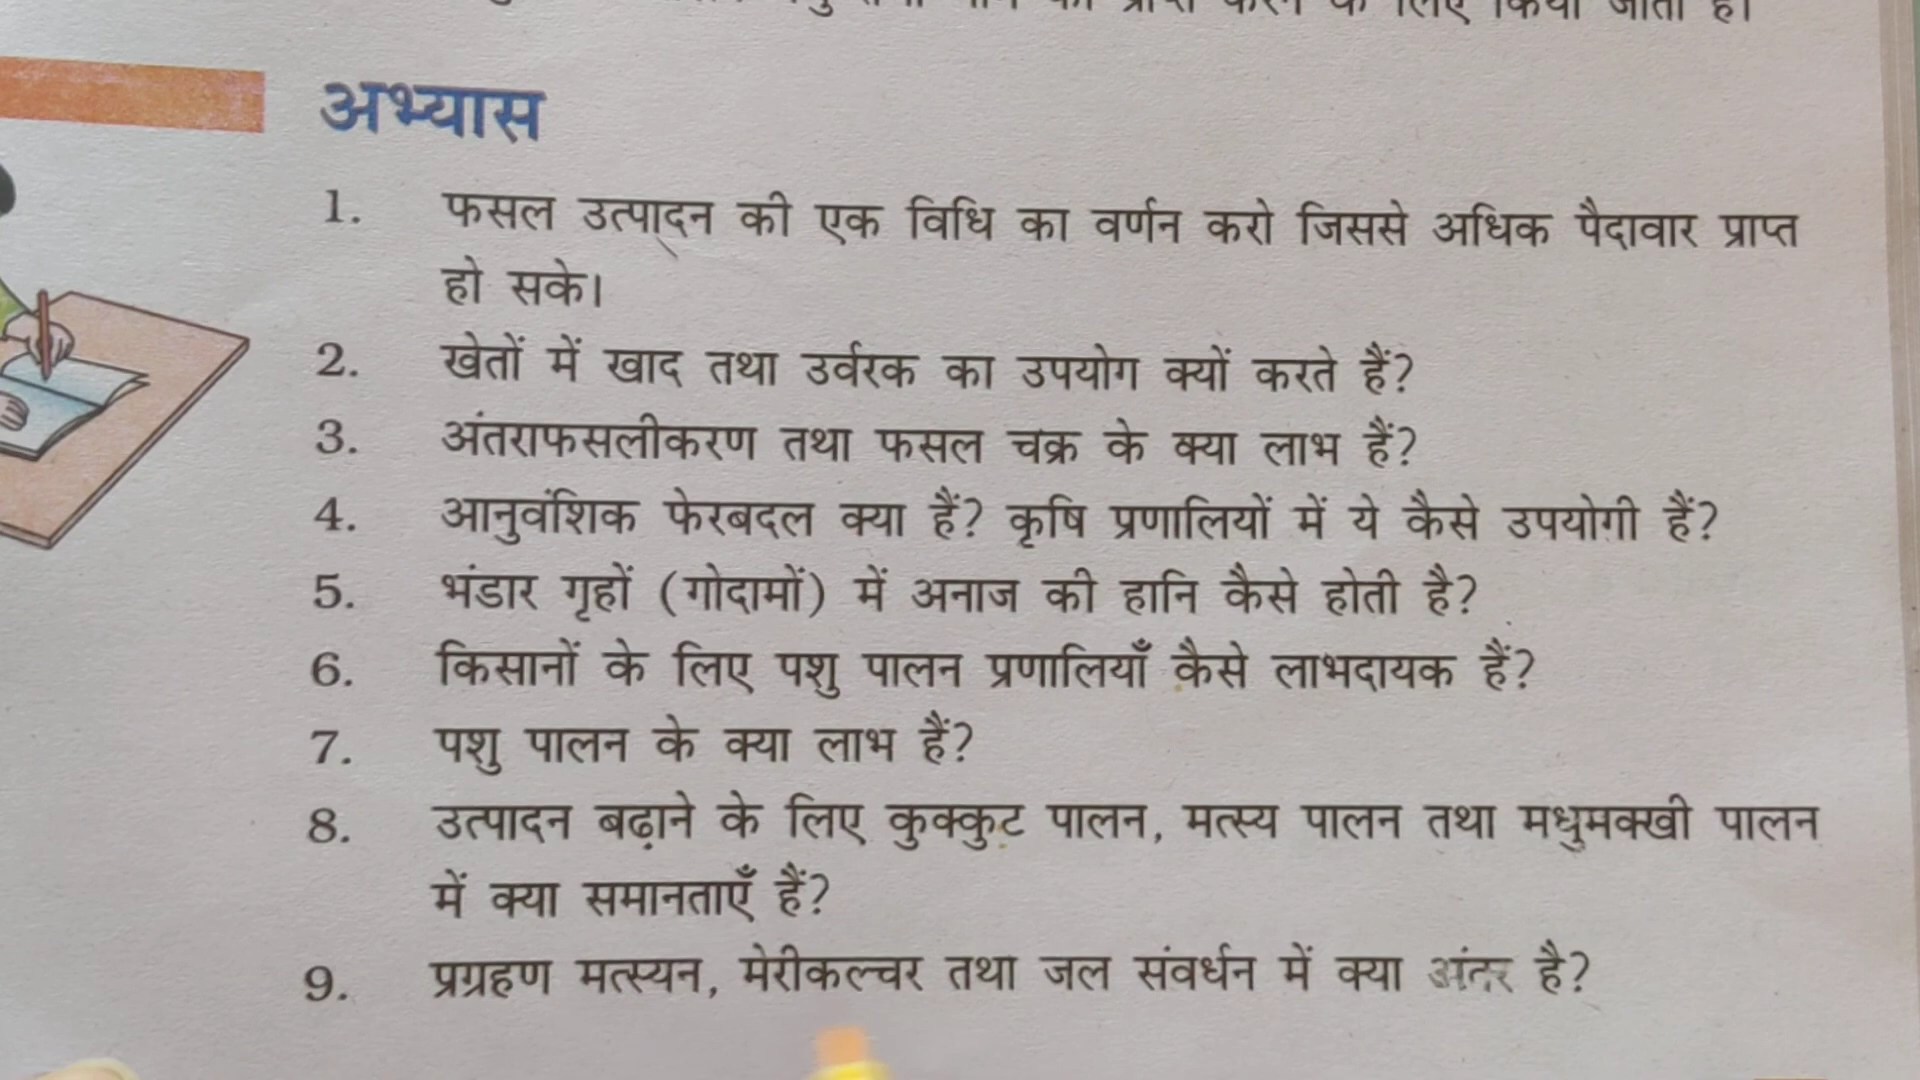 के लिए किया जाता है।
अभ्यास
1. फसल उत्पादन की एक विधि का वर्णन करो जिससे अधिक पैदावार प्राप्त
हो सके।
2. खेतों में खाद तथा उर्वरक का उपयोग क्यों करते हैं?
3. अंतराफसलीकरण तथा फसल चक्र के क्या लाभ हैं?
4. आनुवंशिक फेरबदल क्या हैं? कृषि प्रणालियों में ये कैसे उपयोगी हैं?
5. भंडार गृहों (गोदामों) में अनाज की हानि कैसे होती है?
6. किसानों के लिए पशु पालन प्रणालियाँ कैसे लाभदायक हैं?
7. पशु पालन के क्या लाभ हैं?
8. उत्पादन बढ़ाने के लिए कुक्कुट पालन, मत्स्य पालन तथा मधुमक्खी पालन
में क्या समानताएँ हैं?
9. प्रग्रहण मत्स्यन, मेरीकल्चर तथा जल संवर्धन में क्या अंतर है?